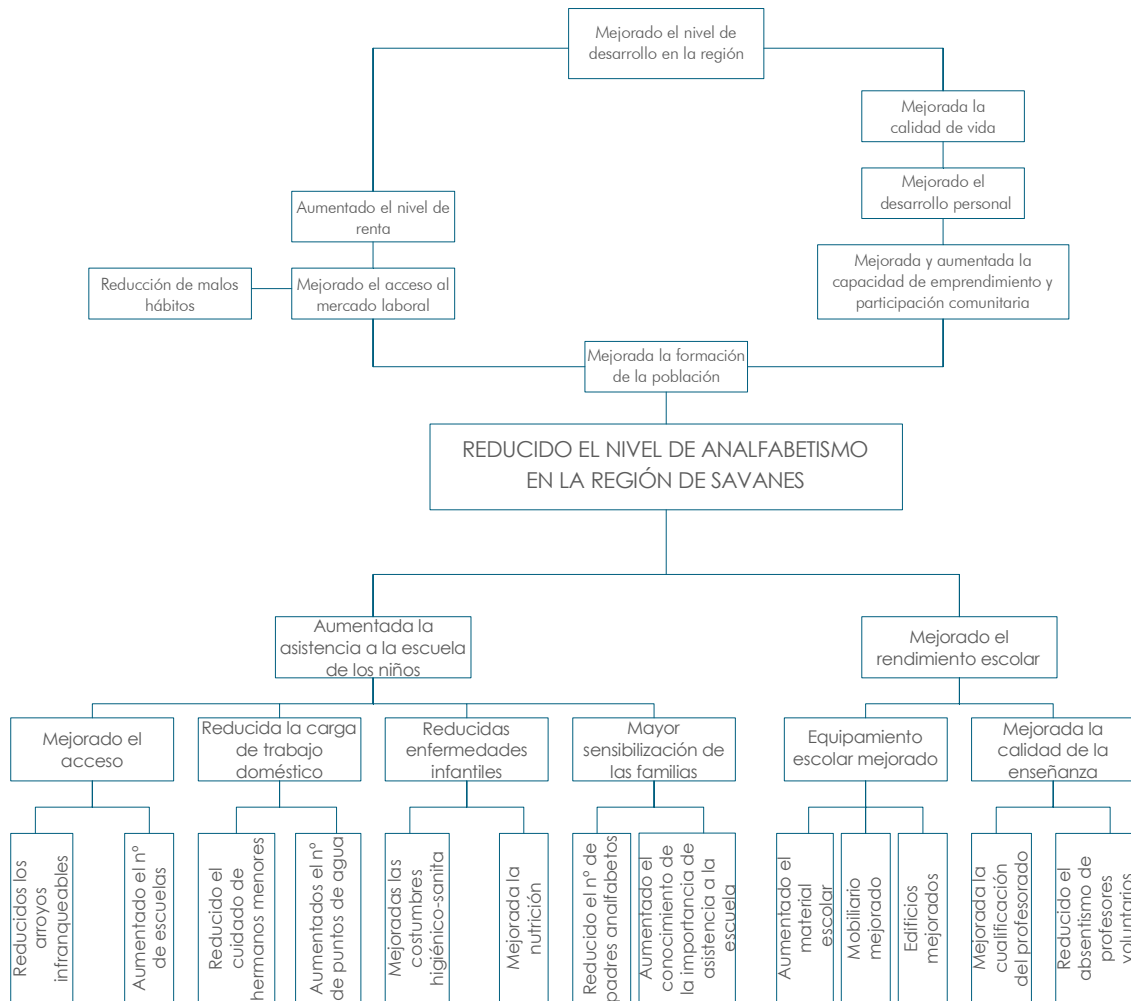 Mejorado el nivel de
desarrollo en la región
Mejorada la
calidad de vida
Mejorado el
desarrollo personal
Aumentado el nivel de
renta
Mejorada y aumentada la
capacidad de emprendimiento y
participación comunitaria
Reducción de malos
hábitos
Mejorado el acceso al
mercado laboral
Mejorada la formación
de la población
REDUCIDO EL NIVEL DE ANALFABETISMO
EN LA REGIÓN DE SAVANES
Aumentada la
asistencia a la escuela
de los niños
Mejorado el
rendimiento escolar
Mejorado el
acceso
Reducida la carga
de trabajo
doméstico
Reducidas
enfermedades
infantiles
Mayor
sensibilización de
las familias
Equipamiento
escolar mejorado
Mejorada la
calidad de la
enseñanza
Reducidos los
arroyos
infranqueables
Aumentado el nº
de escuelas
Reducido el
cuidado de
hermanos menores
Aumentados el nº
de puntos de agua
Mejoradas las
costumbres
higiénico-sanita
Mejorada la
nutrición
Reducido el nº de
padres analfabetos
Aumentado el
conocimiento de
la importancia de
asistencia a la
escuela
Aumentado el
material
escolar
Mobiliario
mejorado
Edificios
mejorados
Mejorada la
cualificación
del profesorado
Reducido el
absentismo de
profesores
voluntarios